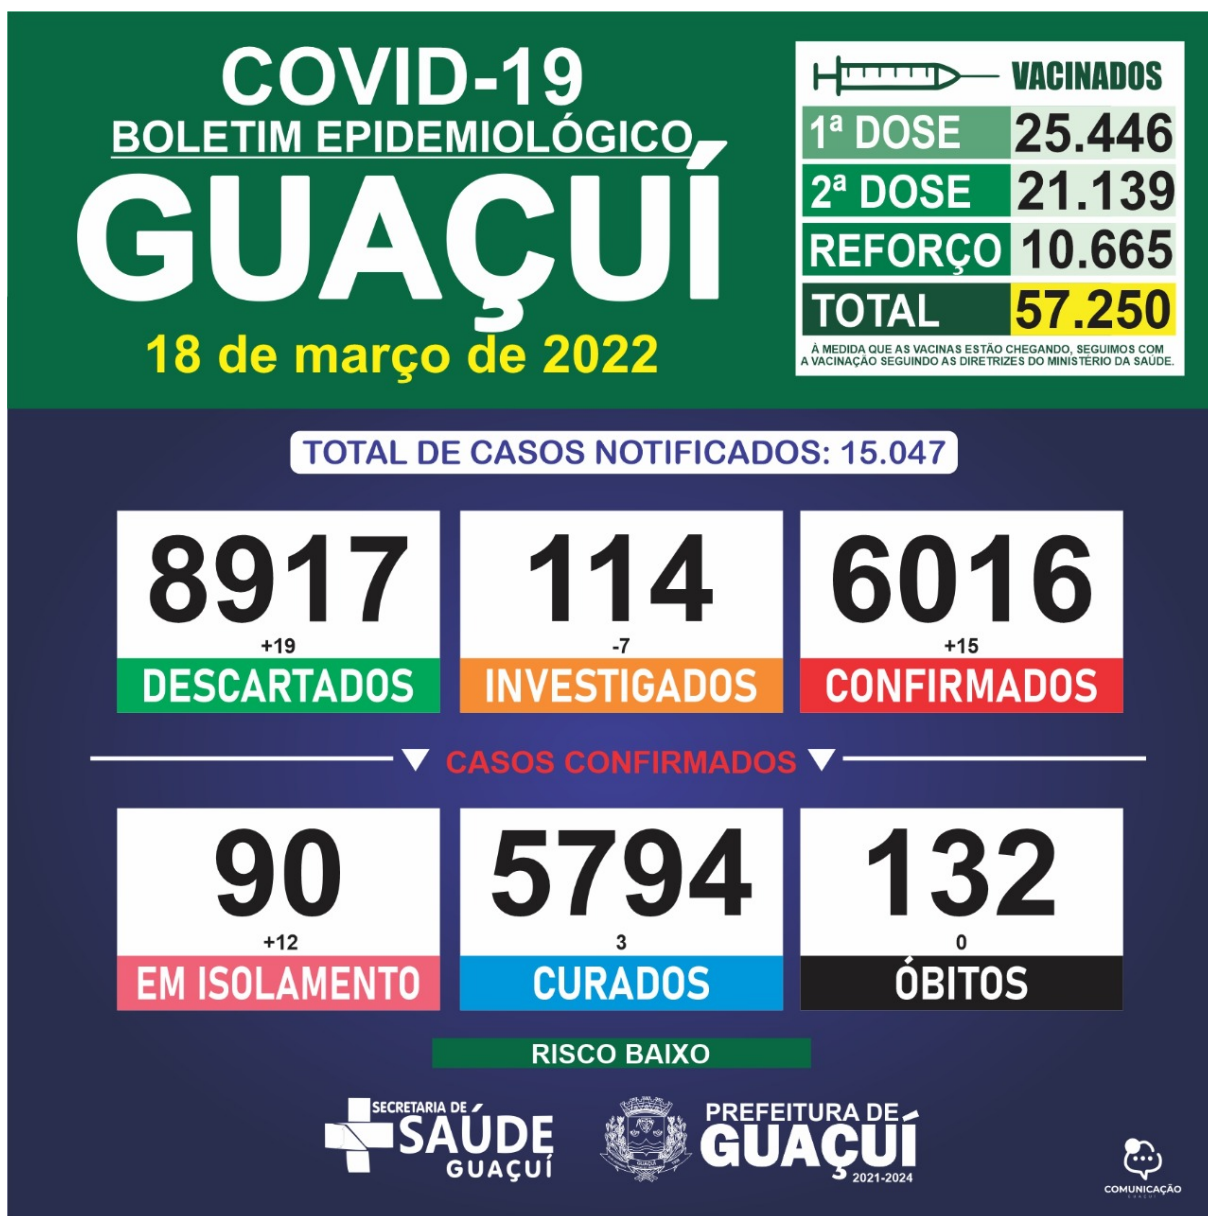 COVID-19
BOLETIM EPIDEMIOLÓGICO
GUAÇUÍ
18 de março de 2022
VACINADOS
1ª DOSE 25.446
2ª DOSE 21.139
REFORÇO 10.665
TOTAL 57.250
À MEDIDA QUE AS VACINAS ESTÃO CHEGANDO, SEGUIMOS COM
A VACINAÇÃO SEGUINDO AS DIRETRIZES DO MINISTÉRIO DA SAÚDE.
TOTAL DE CASOS NOTIFICADOS: 15.047
8917
+19
DESCARTADOS
114
-7
INVESTIGADOS
6016
+15
CONFIRMADOS
CASOS CONFIRMADOS
90
+12
EM ISOLAMENTO
5794
3
CURADOS
132
0
ÓBITOS
RISCO BAIXO
SECRETARIA DE
SAÚDE
GUAÇUÍ
PREFEITURA DE
GUAÇUÍ
2021-2024
COMUNICAÇÃO
GUAÇUÍ